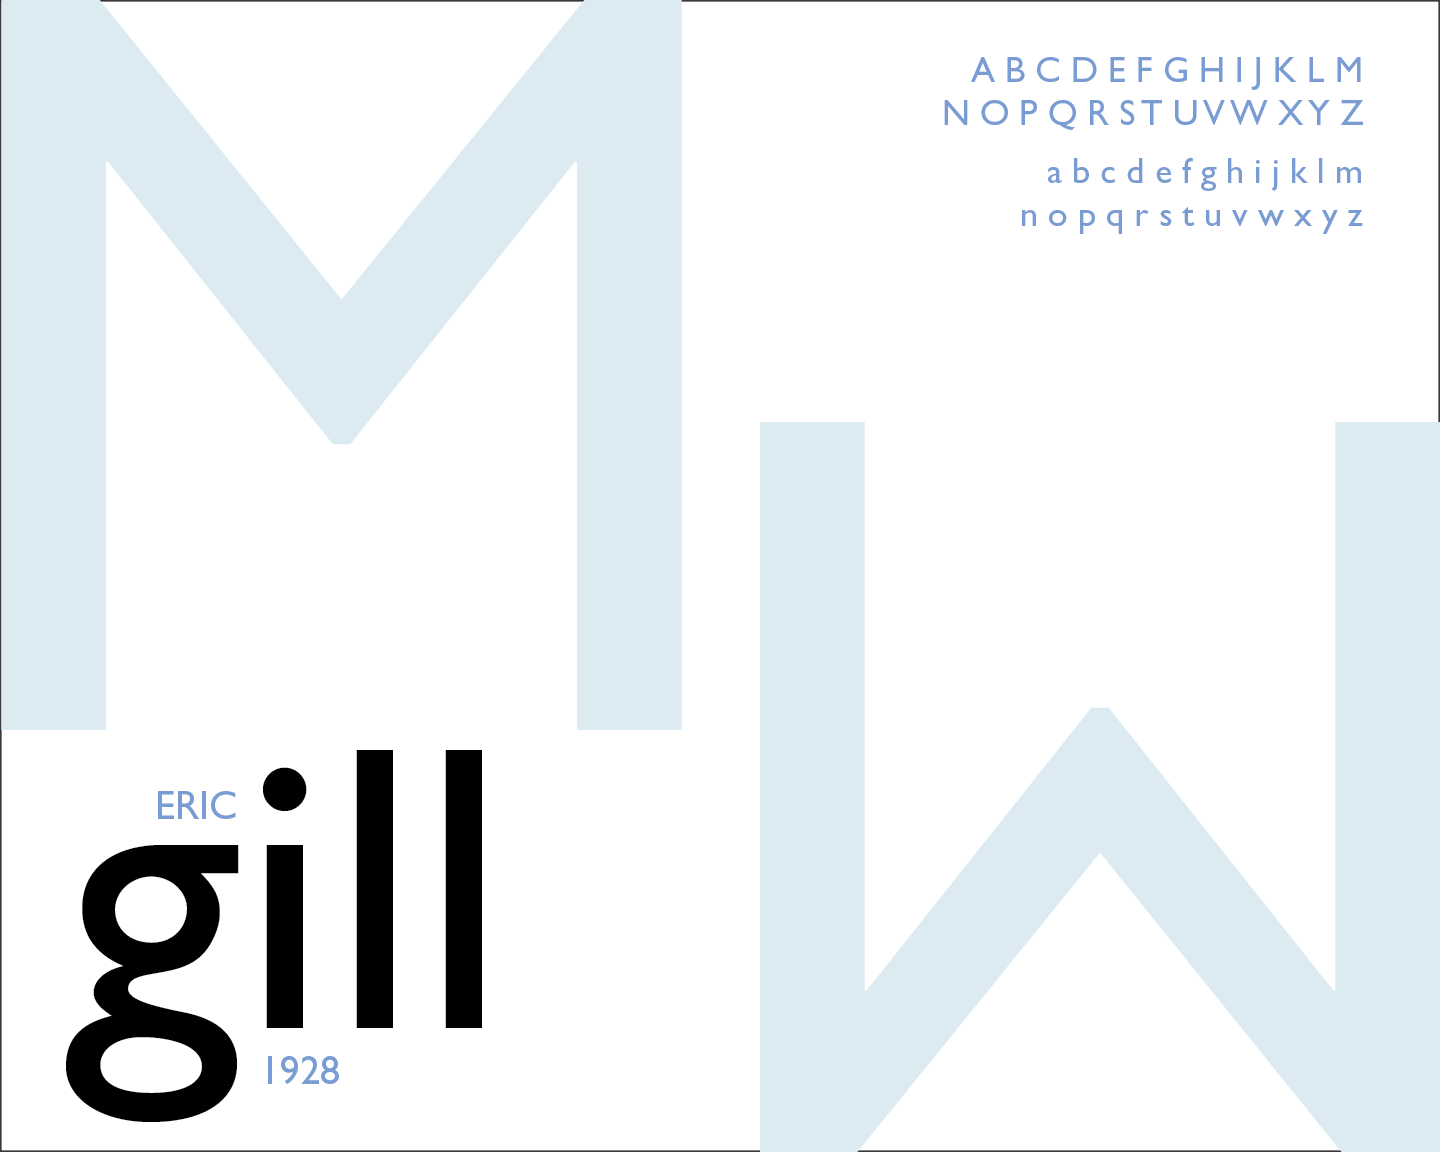 M
A B C D E F G H I J K L M
N O P Q R S T U V W X Y Z
a b c d e f g h i j k l m
n o p q r s t u v w x y z
M
ERIC
gill
1928